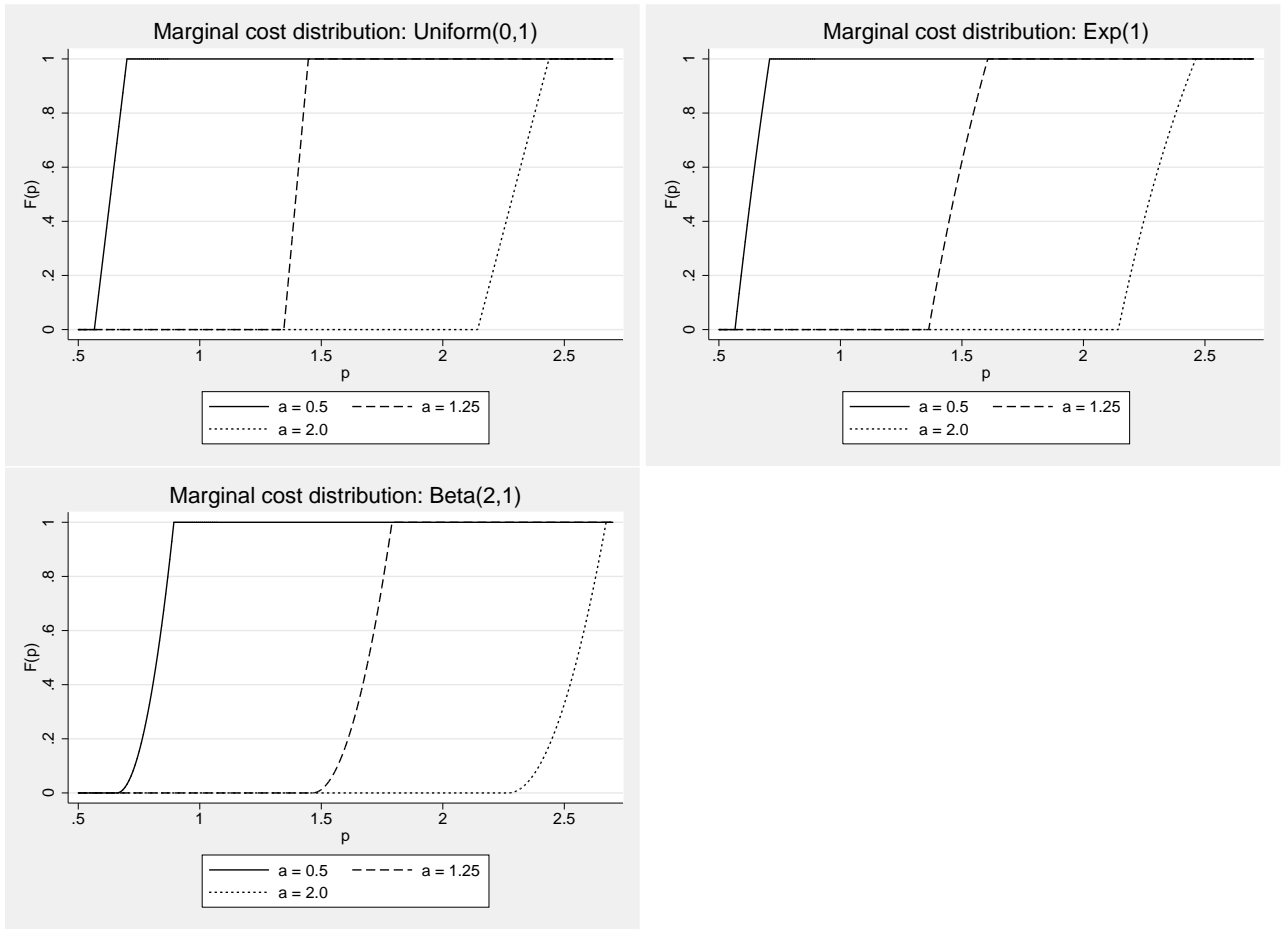 Marginal cost distribution: Uniform(0,1)
F(p)
1
.8
.6
.4
.2
0
.5 1 1.5 2 2.5
p
a = 0.5 a = 1.25
a = 2.0
Marginal cost distribution: Exp(1)
F(p)
1
.8
.6
.4
.2
0
.5 1 1.5 2 2.5
p
a = 0.5 a = 1.25
a = 2.0
Marginal cost distribution: Beta(2,1)
F(p)
1
.8
.6
.4
.2
0
.5 1 1.5 2 2.5
p
a = 0.5 a = 1.25
a = 2.0